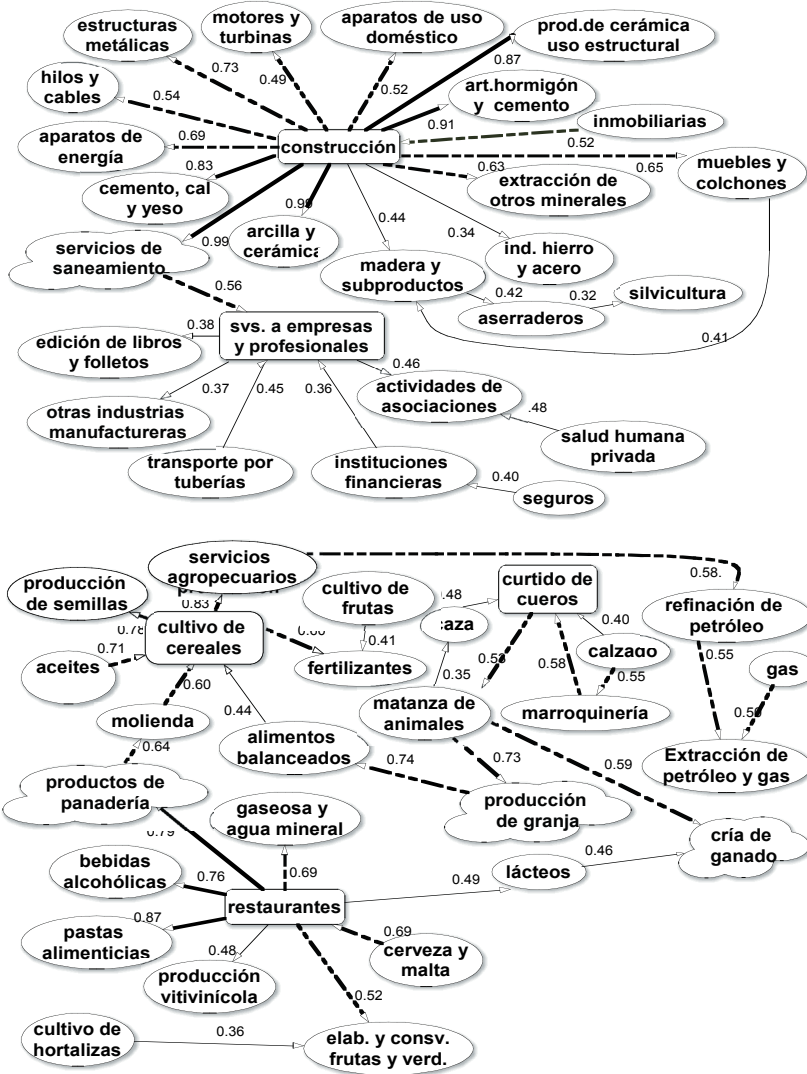 estructuras
metálicas
motores y
turbinas
aparatos de uso
doméstico
prod.de cerámica
uso estructural
0.73
0.49
0.52
0.87
hilos y
cables
0.54
art.hormigón
y cemento
0.91
inmobiliarias
0.52
aparatos de
energía
0.69
construcción
0.65
muebles y
colchones
0.83
cemento, cal
y yeso
0.63
extracción de
otros minerales
0.99
arcilla y
0.44
0.34
servicios de
saneamiento
0.99
ind. hierro
y acero
madera y
subproductos
0.42
0.32
silvicultura
aserraderos
0.41
0.56
svs. a empresas
y profesionales
0.38
edición de libros
y folletos
0.46
actividades de
asociaciones
0.37
0.45
0.36
.48
otras industrias
manufactureras
salud humana
privada
transporte por
tuberías
instituciones
financieras
0.40
seguros
servicios
agropecuarios
producción
de semillas
0.83
cultivo de
frutas
.48
curtido de
cueros
0.58.
refinación de
petróleo
0.78
cultivo de
cereales
0.41
0.40
aceites
0.71
fertilizantes
calzado
0.55
gas
0.60
0.35
0.53
0.58
0.55
molienda
0.44
matanza de
animales
marroquinería
0.64
alimentos
balanceados
0.74
0.73
0.59
Extracción de
petróleo y gas
productos de
panadería
producción
de granja
0.79
gaseosa y
agua mineral
cría de
ganado
bebidas
alcohólicas
0.76
0.69
0.46
lácteos
0.49
restaurantes
0.87
pastas
alimenticias
0.48
0.69
cerveza y
malta
producción
vitivinícola
0.52
cultivo de
hortalizas
0.36
elab. y consv.
frutas y verd.